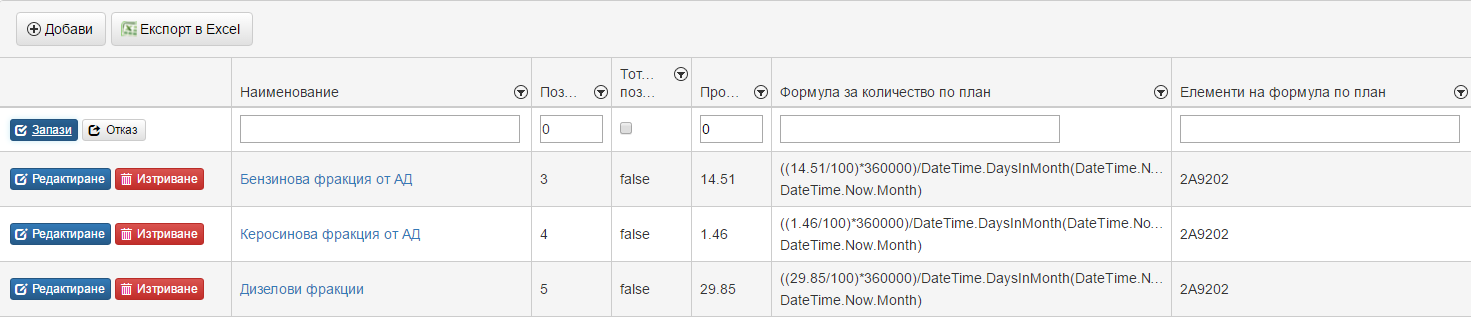 Добави Експорт в Excel
Наименование Поз... Тот... поз... Про... Формула за количество по план Елементи на формула по план
Запази Отказ 0 0
Редактиране Изтриване Бензинова фракция от АД 3 false 14.51 ((14.51/100)*360000)/DateTime.DaysInMonth(DateTime.N... 2A9202
DateTime.Now.Month)
Редактиране Изтриване Керосинова фракция от АД 4 false 1.46 ((1.46/100)*360000)/DateTime.DaysInMonth(DateTime.No... 2A9202
DateTime.Now.Month)
Редактиране Изтриване Дизелови фракции 5 false 29.85 ((29.85/100)*360000)/DateTime.DaysInMonth(DateTime.N... 2A9202
DateTime.Now.Month)